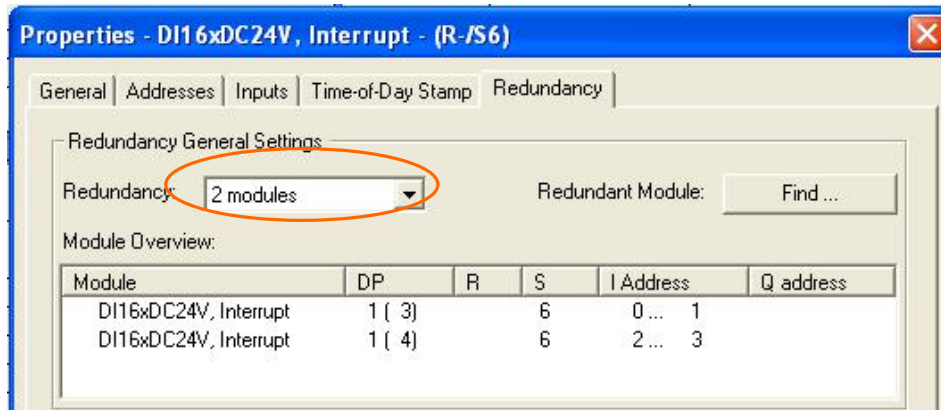 Properties - DI16xDC24V, Interrupt - (R-/S6)
General Addresses Inputs Time-of-Day Stamp Redundancy
Redundancy General Settings
Redundancy: 2 modules Redundant Module: Find ...
Module Overview:
Module DP R S I Address Q address
DI16xDC24V, Interrupt 1 ( 3) 6 0 ... 1
DI16xDC24V, Interrupt 1 ( 4) 6 2 ... 3